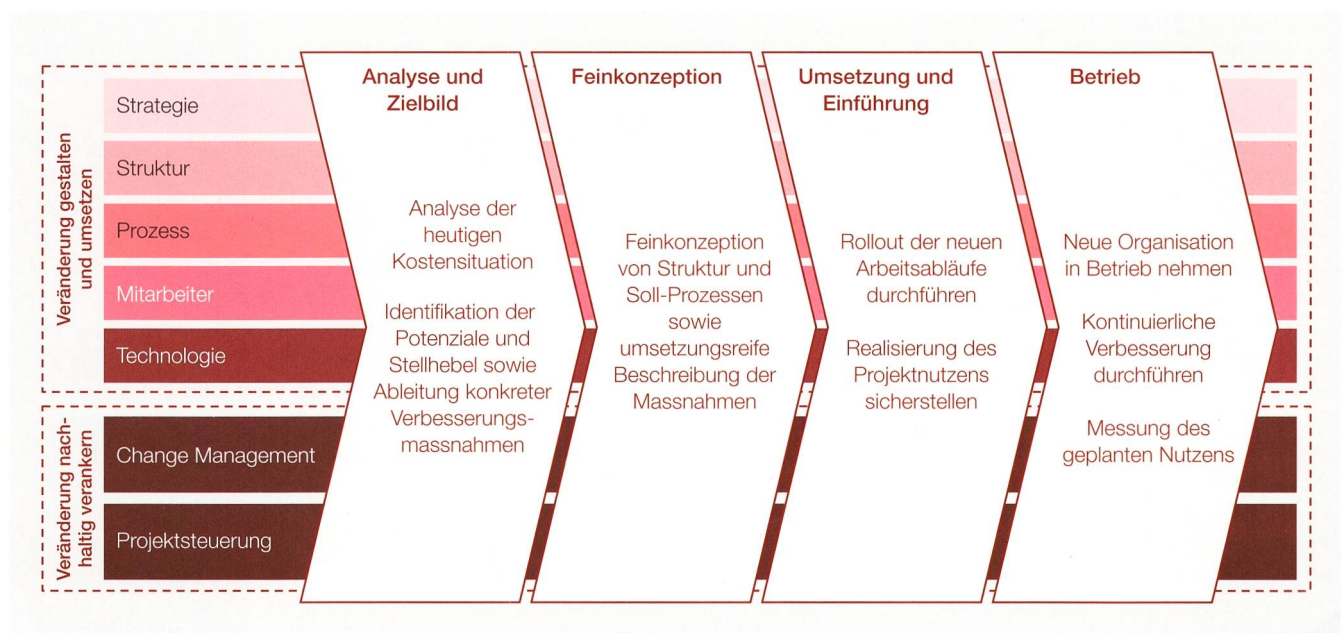 Veränderung gestalten
und umsetzen
Strategie
Struktur
Prozess
Mitarbeiter
Technologie
Veränderung nach-
haltig verankern
Change Management
Projektsteuerung
Analyse und
Zielbild
Analyse der
heutigen
Kostensituation
Identifikation der
Potenziale und
Stellhebel sowie
Ableitung konkreter
Verbesserungs-
massnahmen
Feinkonzeption
Feinkonzeption
von Struktur und
Soll-Prozessen
sowie
umsetzungsreife
Beschreibung der
Massnahmen
Umsetzung und
Einführung
Rollout der neuen
Arbeitsabläufe
durchführen
Realisierung des
Projektnutzens
sicherstellen
Betrieb
Neue Organisation
in Betrieb nehmen
Kontinuierliche
Verbesserung
durchführen
Messung des
geplanten Nutzens